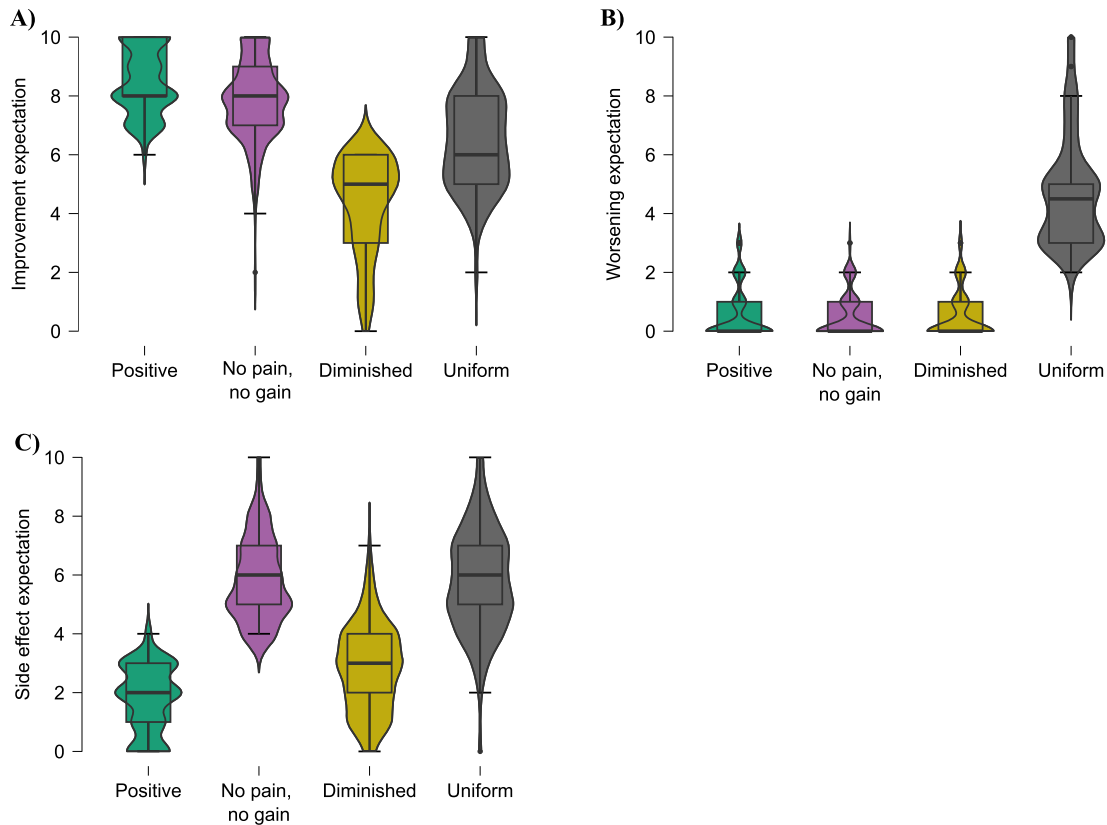 A)
Improvement expectation
10
8
6
4
2
0
Positive
No pain,
no gain
Diminished
Uniform
B)
Worsening expectation
10
8
6
4
2
0
Positive
No pain,
no gain
Diminished
Uniform
C)
Side effect expectation
10
8
6
4
2
0
Positive
No pain,
no gain
Diminished
Uniform